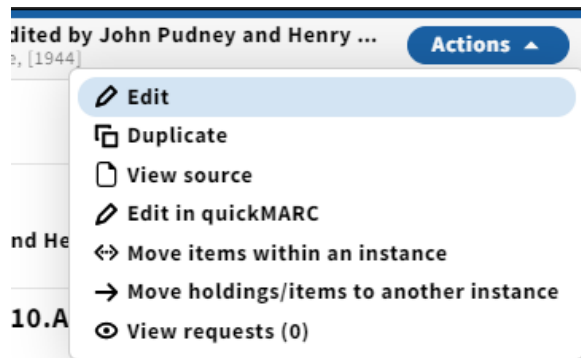 dited by John Pudney and Henry ...
e, [1944]
Actions
Edit
Duplicate
View source
Edit in quickMARC
nd He
Move items within an instance
Move holdings/items to another instance
10.A
View requests (0)